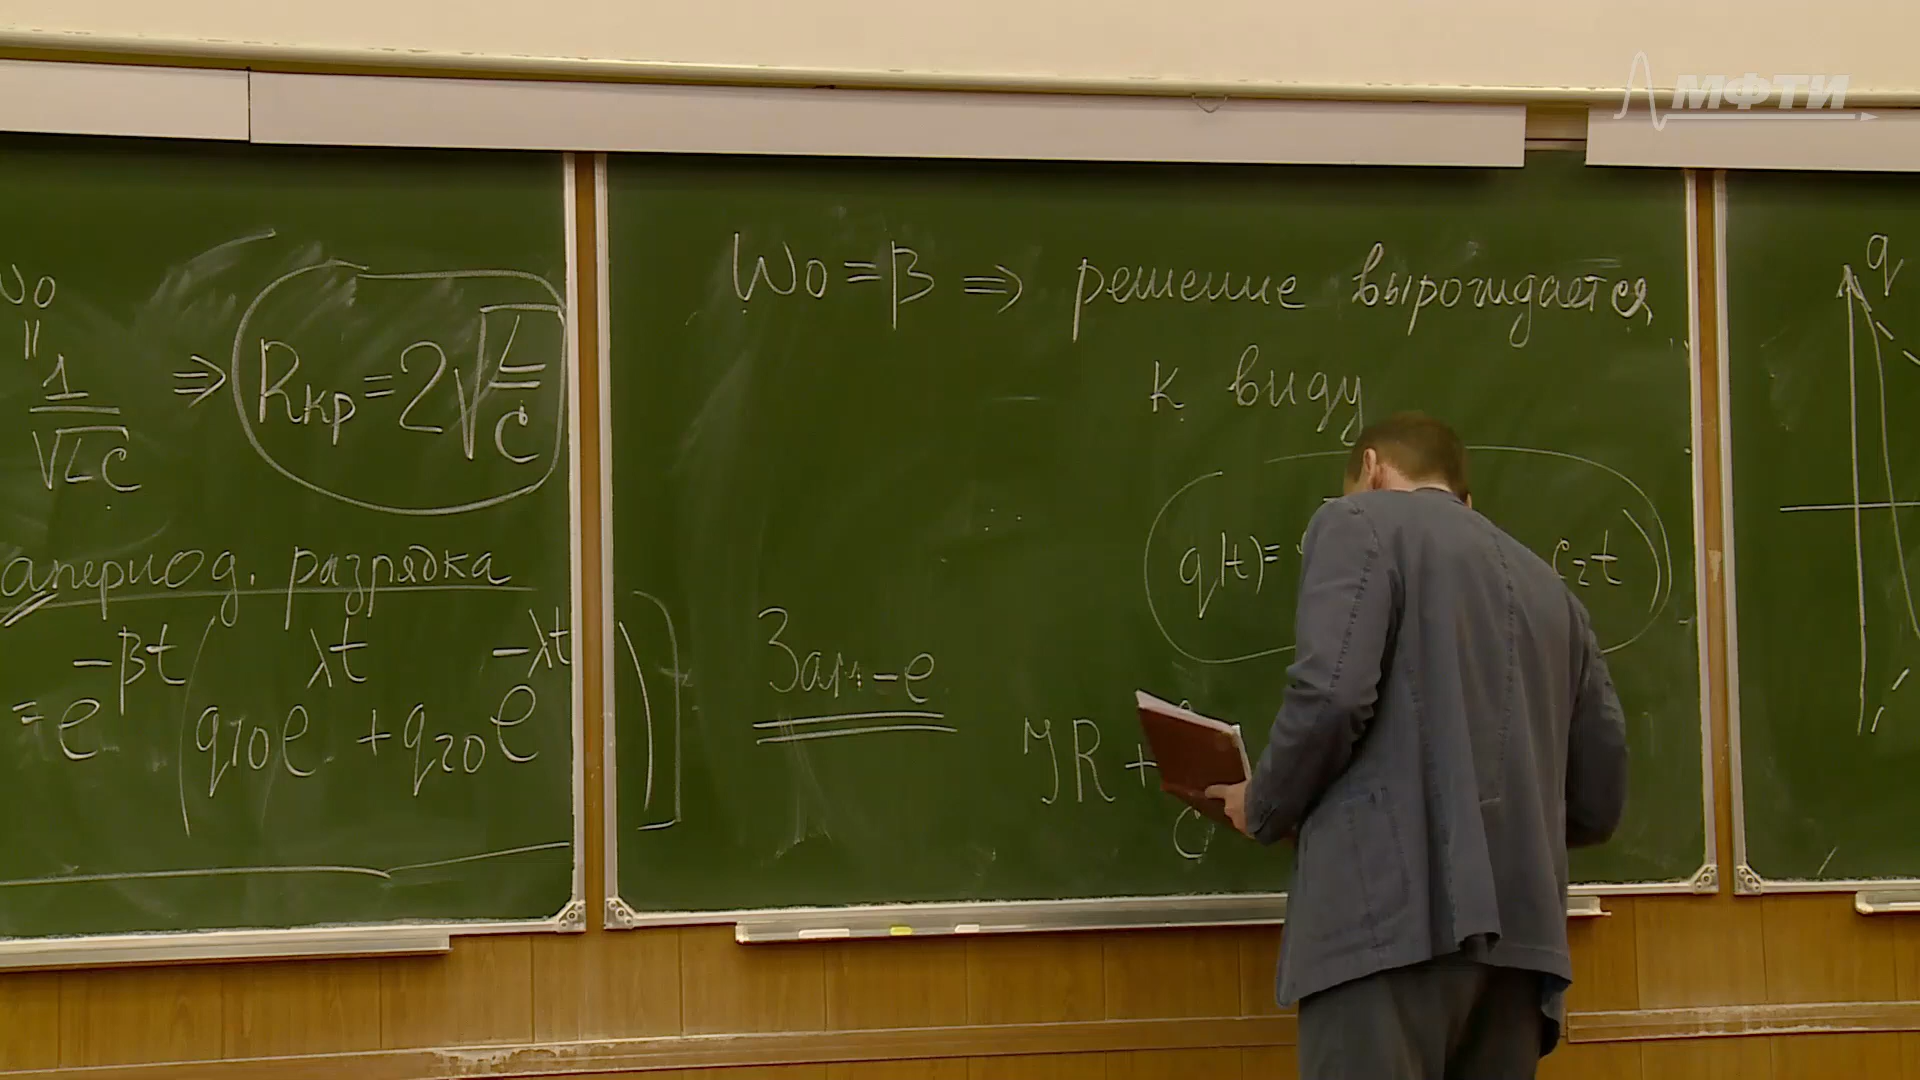 МФТИ
ω₀
||
1
√LC
⇒ Rкр = 2√(L/C)
апериод. разрядка
= e^(-βt) (q₁₀e^(λt) + q₂₀e^(-λt)) ]
ω₀ = β ⇒ решение вырождается
к виду
q(t) = C₂t)
Зам-е
JR +
C
q